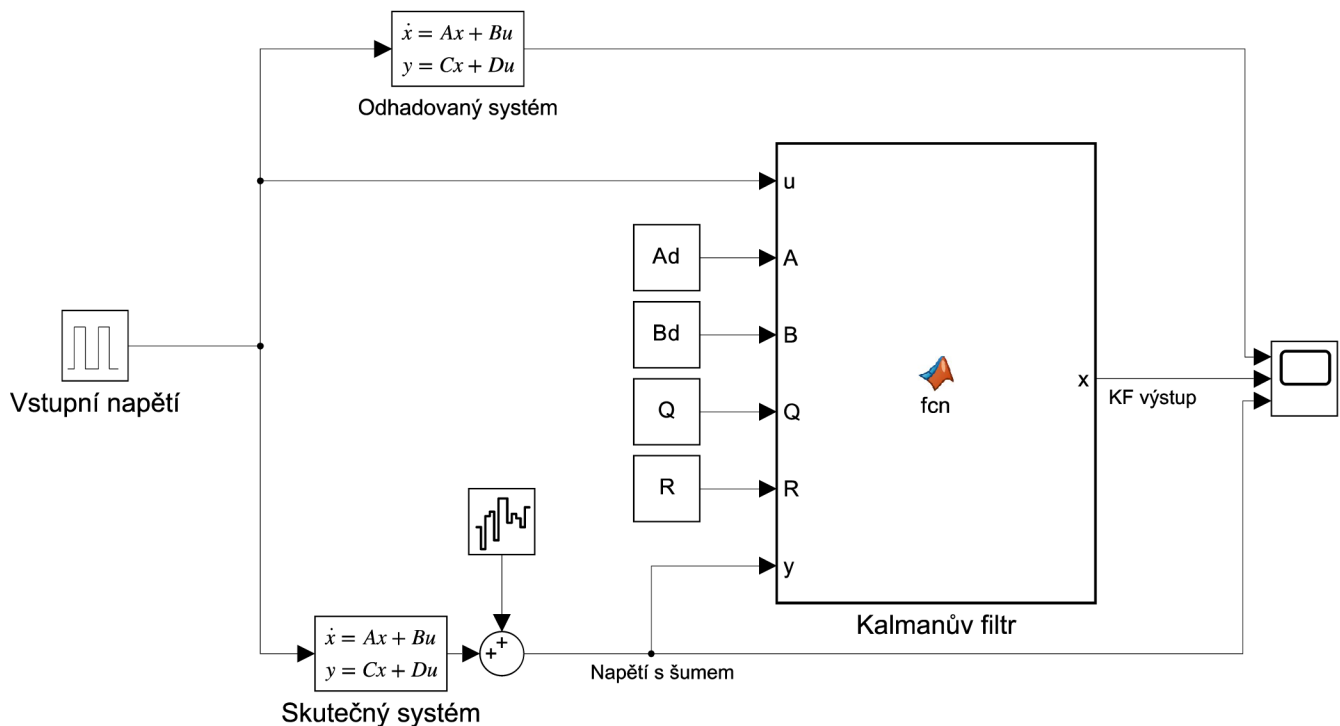 ẋ = Ax + Bu
y = Cx + Du
Odhadovaný systém
u
Ad
A
Bd
B
Vstupní napětí
x
fcn
KF výstup
Q
Q
R
R
y
Kalmanův filtr
+
+
ẋ = Ax + Bu
y = Cx + Du
Napětí s šumem
Skutečný systém